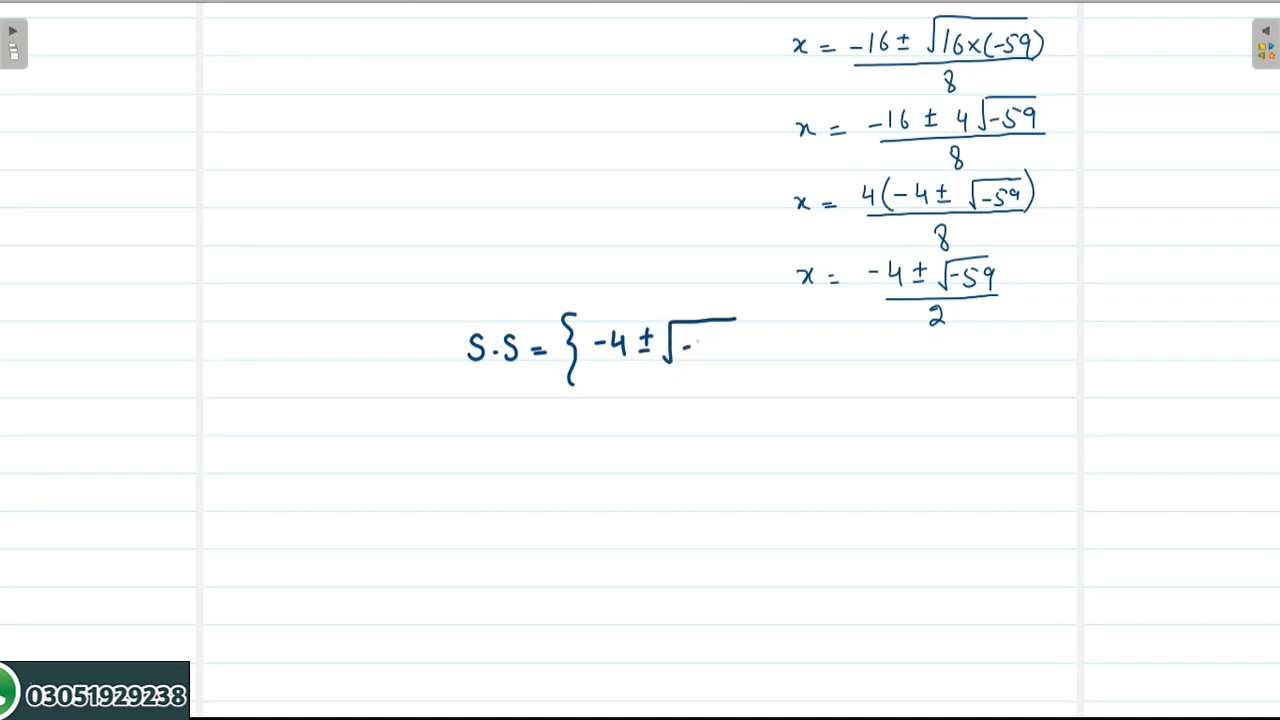 x = -16 ± √16×(-59) / 8
x = -16 ± 4√-59 / 8
x = 4(-4 ± √-59) / 8
x = -4 ± √-59 / 2
S.S = { -4 ± √-
03051929238